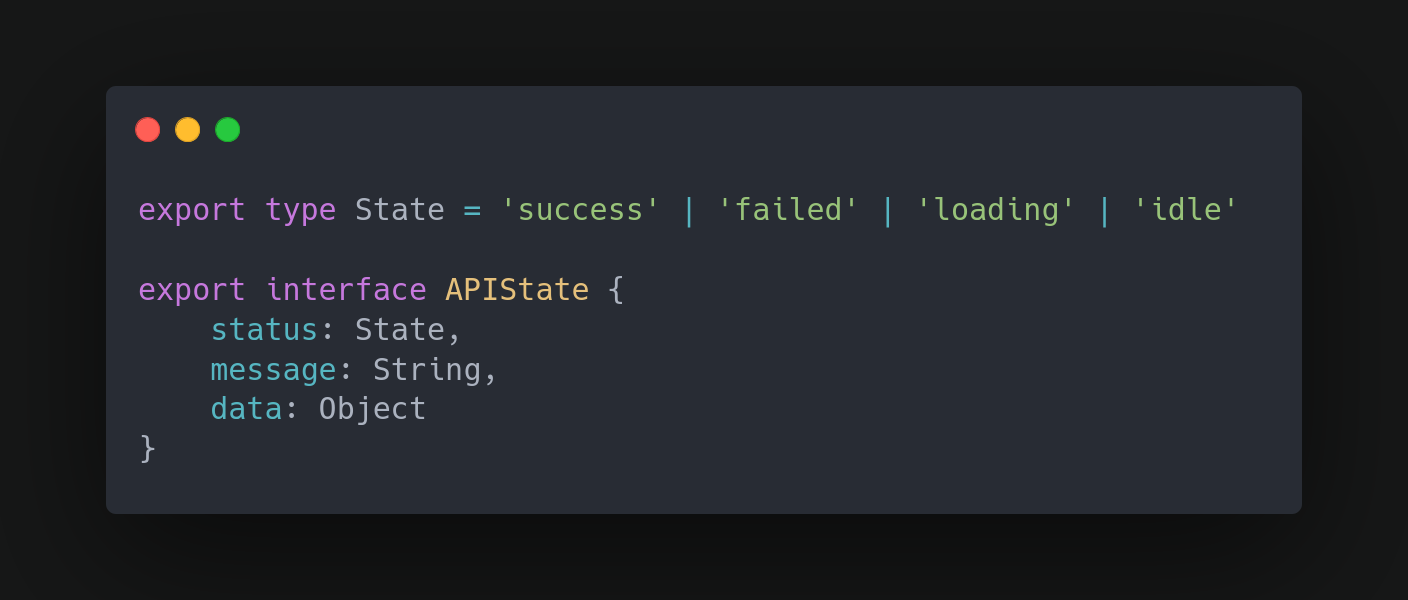 export type State = 'success' | 'failed' | 'loading' | 'idle'
export interface APIState {
    status: State,
    message: String,
    data: Object
}